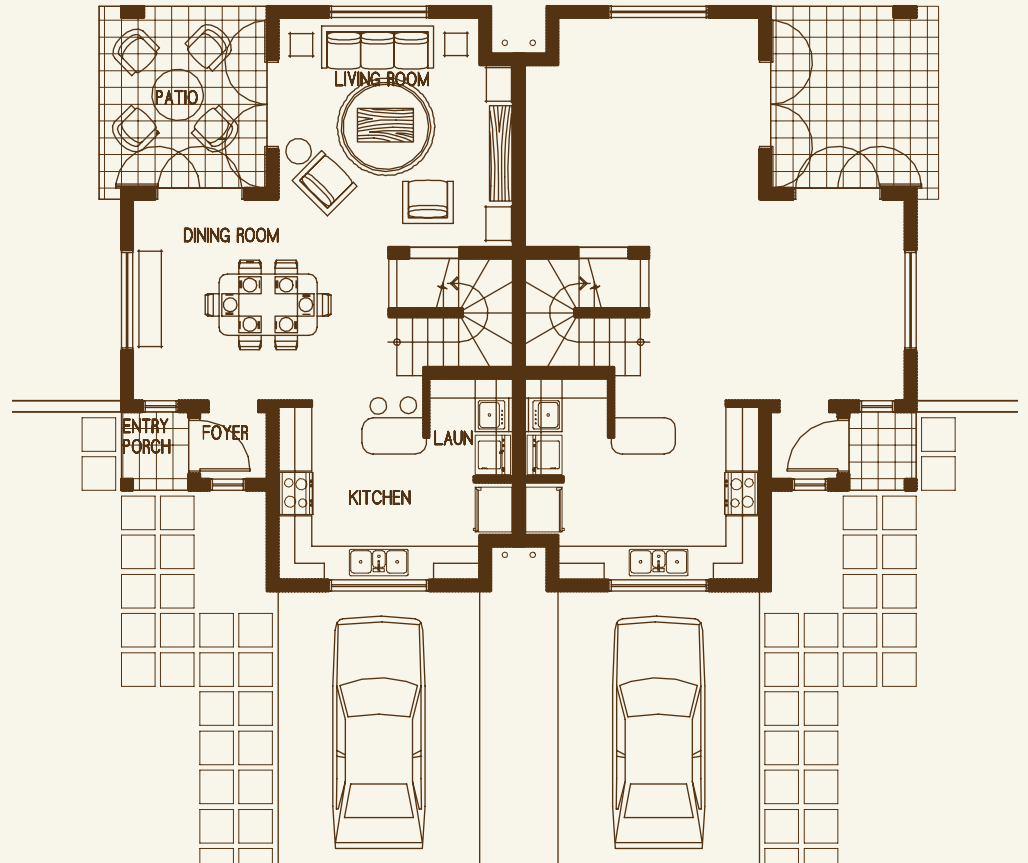 LIVING ROOM
PATIO
DINING ROOM
ENTRY
PORCH
FOYER
LAUN
KITCHEN